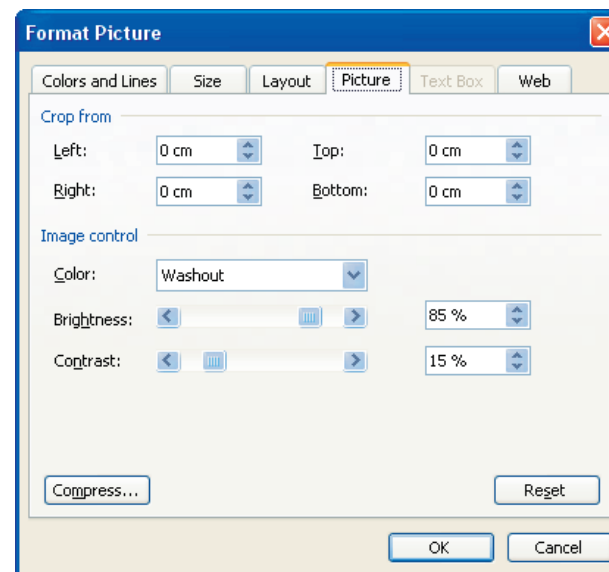 Format Picture
Colors and Lines Size Layout Picture Text Box Web
Crop from
Left: 0 cm Top: 0 cm
Right: 0 cm Bottom: 0 cm
Image control
Color: Washout
Brightness: 85 %
Contrast: 15 %
Compress... Reset
OK Cancel